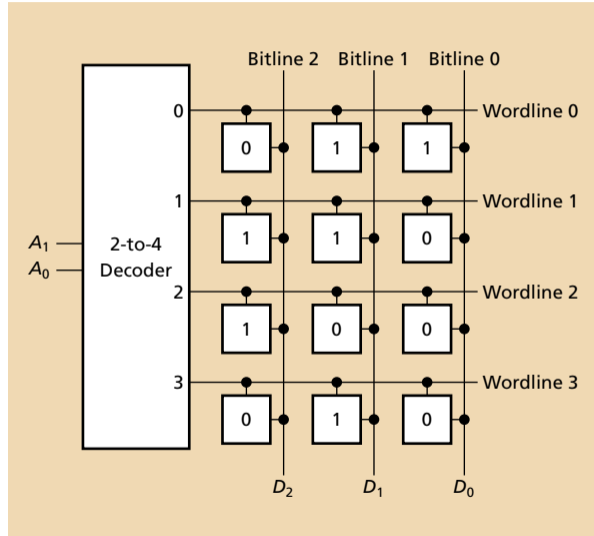 Bitline 2 Bitline 1 Bitline 0
0 Wordline 0
0 1 1
1 Wordline 1
A₁ 2-to-4 1 1 0
A₀ Decoder
2 Wordline 2
1 0 0
3 Wordline 3
0 1 0
D₂ D₁ D₀